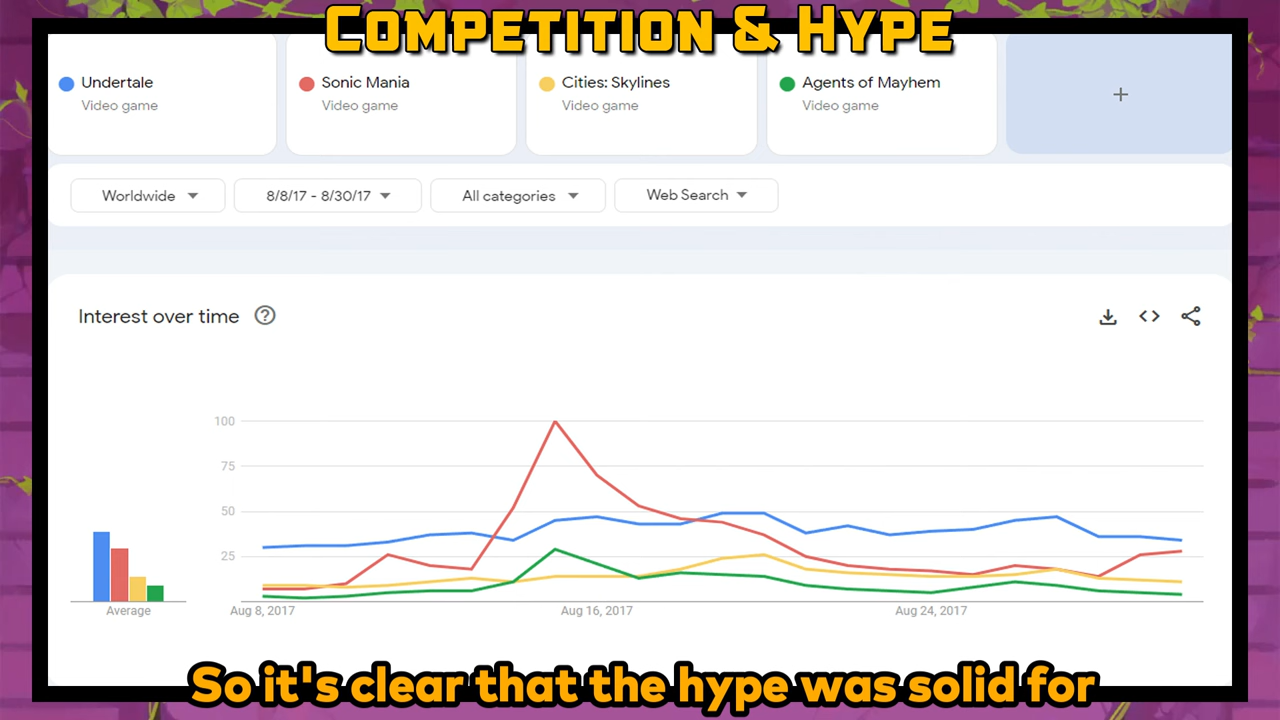 COMPETITION & HYPE
Undertale
Video game
Sonic Mania
Video game
Cities: Skylines
Video game
Agents of Mayhem
Video game
+
Worldwide
8/8/17 - 8/30/17
All categories
Web Search
Interest over time ?
100
75
50
25
Average
Aug 8, 2017
Aug 16, 2017
Aug 24, 2017
So it's clear that the hype was solid for